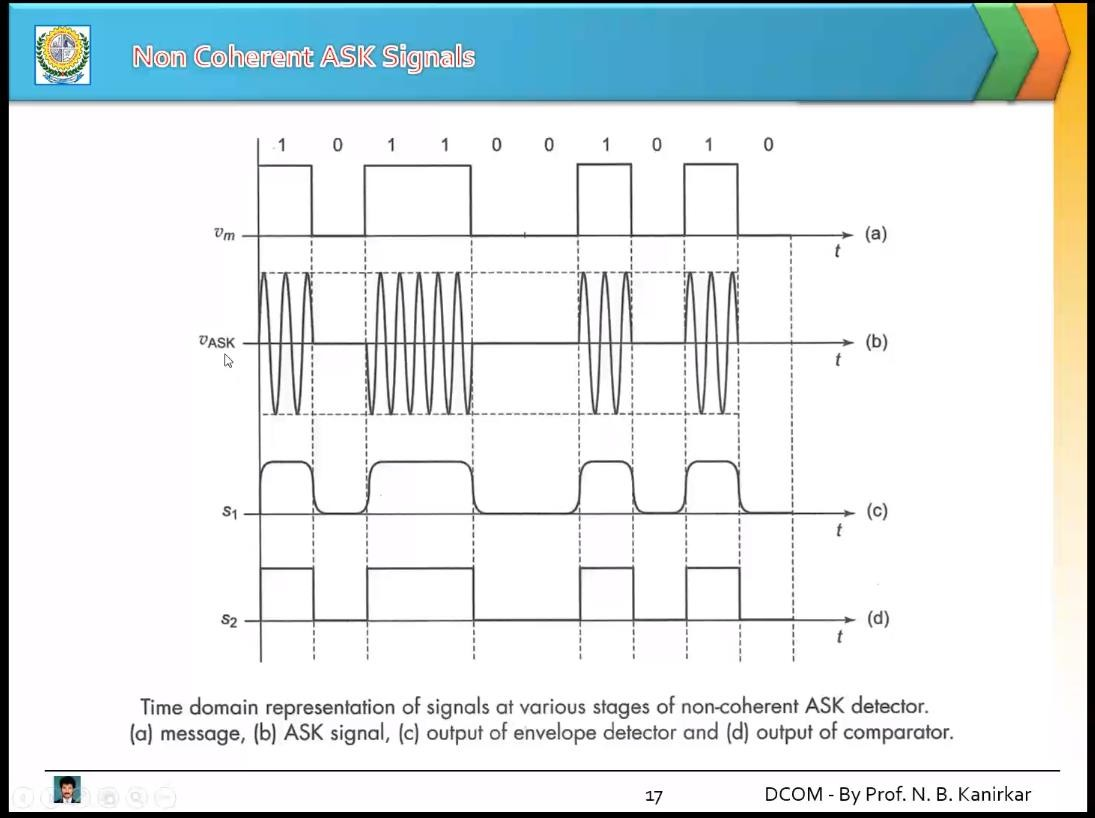 Non Coherent ASK Signals
1 0 1 1 0 0 1 0 1 0
vm (a)
t
vASK (b)
t
s1 (c)
t
s2 (d)
t
Time domain representation of signals at various stages of non-coherent ASK detector.
(a) message, (b) ASK signal, (c) output of envelope detector and (d) output of comparator.
17 DCOM - By Prof. N. B. Kanirkar